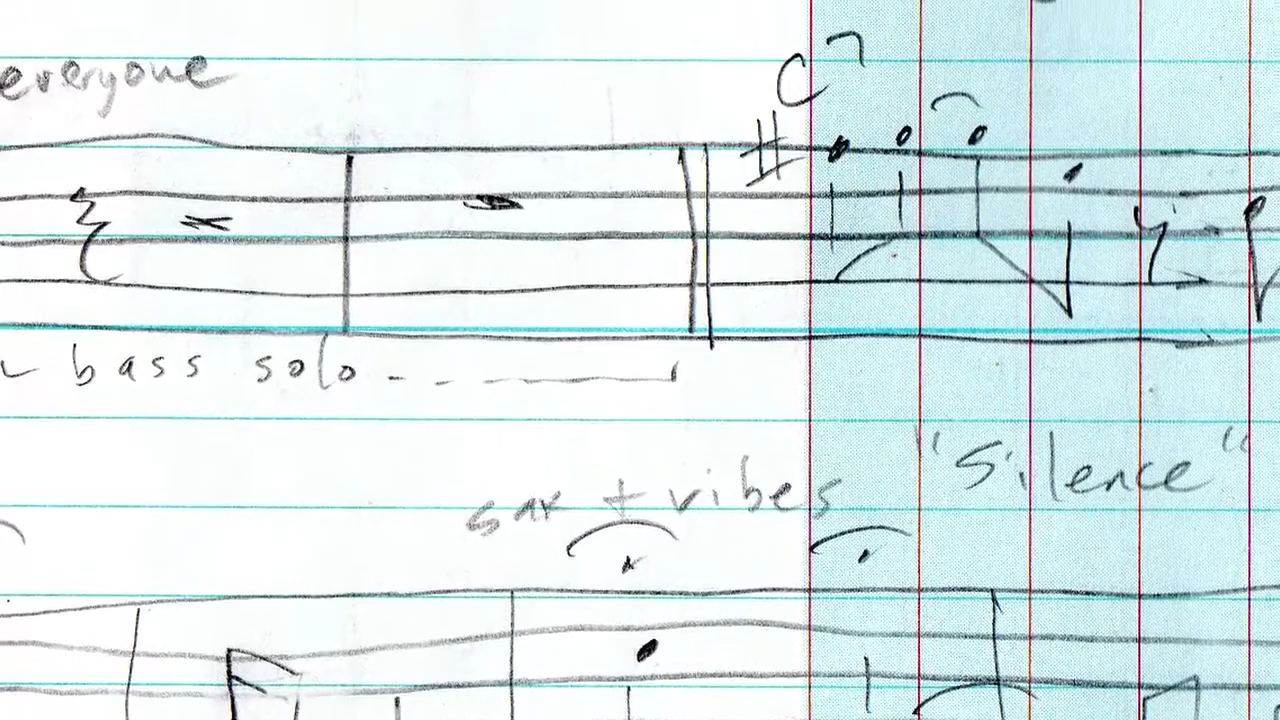 everyone
C7
bass solo
sax + vibes
"Silence"